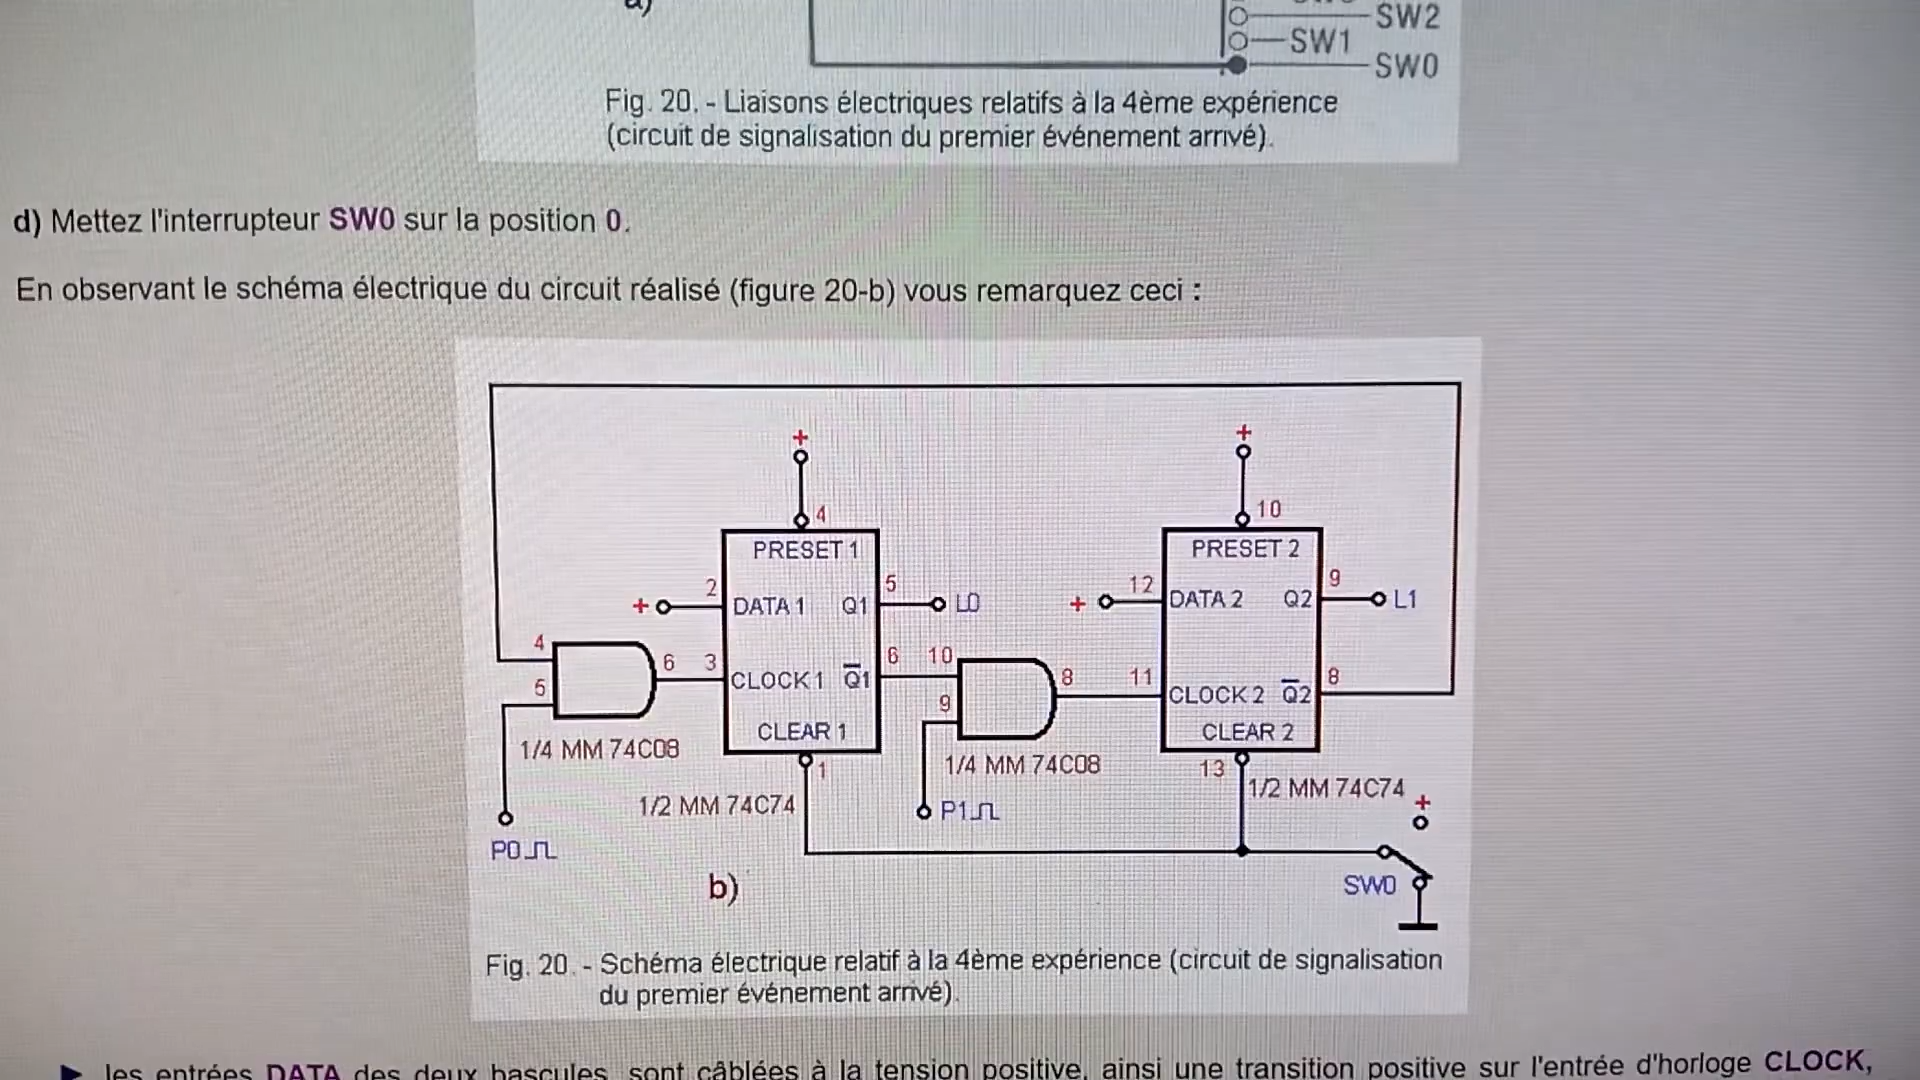 SW2
SW1
SW0
Fig. 20. - Liaisons électriques relatifs à la 4ème expérience
(circuit de signalisation du premier événement arrivé).
d) Mettez l'interrupteur SW0 sur la position 0.
En observant le schéma électrique du circuit réalisé (figure 20-b) vous remarquez ceci :
+ +
4 10
PRESET 1 PRESET 2
2 5 12 9
+ DATA 1 Q1 L0 + DATA 2 Q2 L1
4 6 3 6 10 8 11 8
5 CLOCK 1 Q̅1 9 CLOCK 2 Q̅2
CLEAR 1 CLEAR 2
1/4 MM 74C08 1 1/4 MM 74C08 13
1/2 MM 74C74 1/2 MM 74C74 +
P0 P1
b) SW0
Fig. 20. - Schéma électrique relatif à la 4ème expérience (circuit de signalisation
du premier événement arrivé).
► les entrées DATA des deux bascules sont câblées à la tension positive, ainsi une transition positive sur l'entrée d'horloge CLOCK,